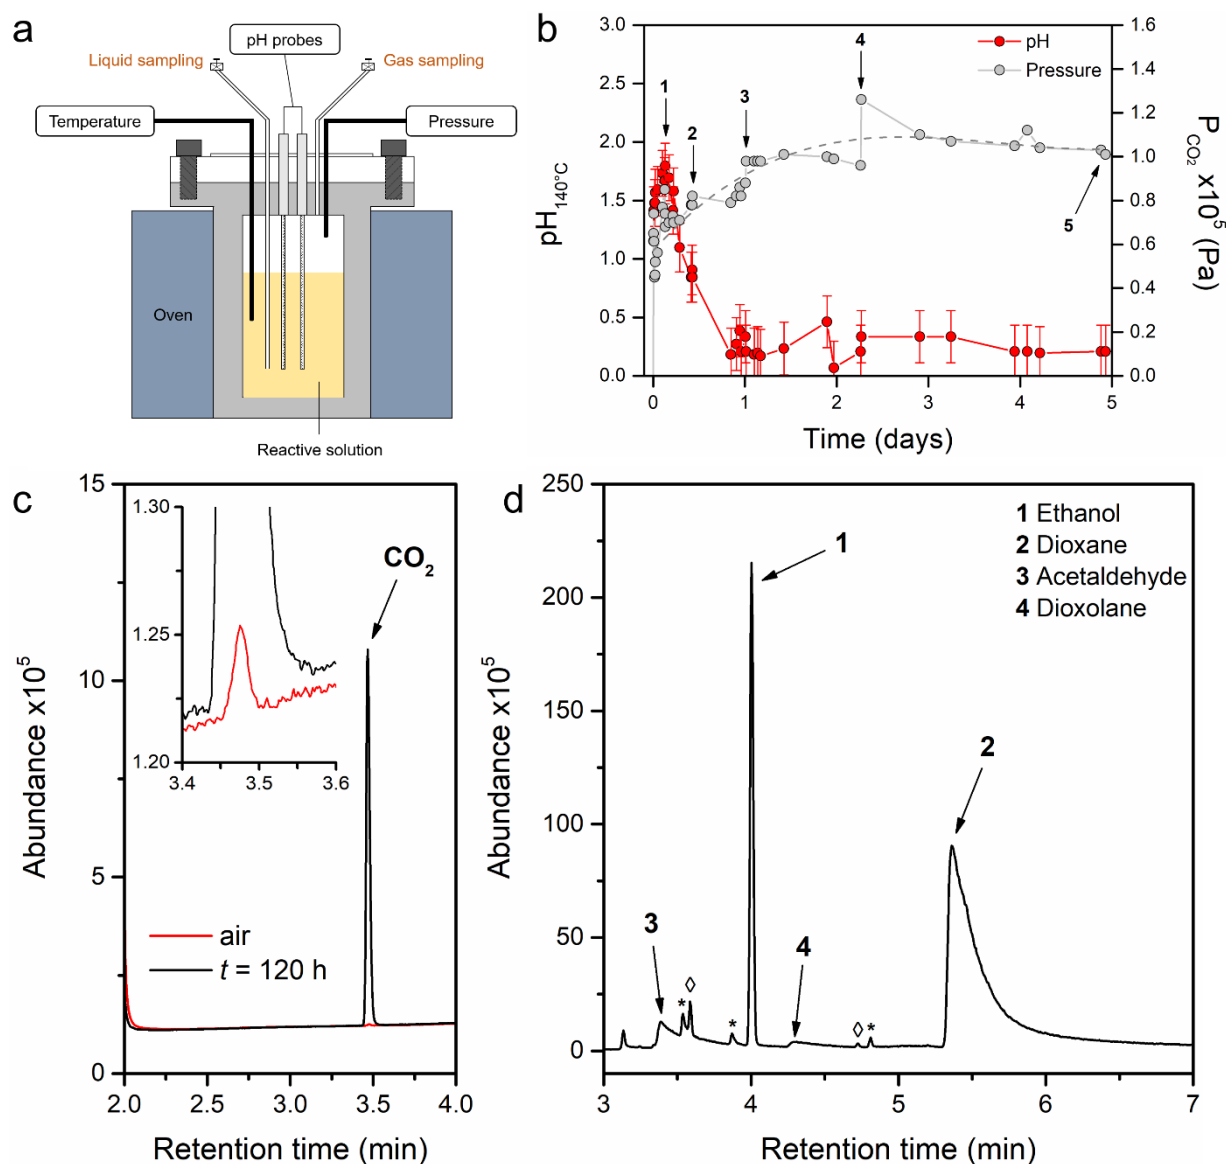 a
pH probes
Liquid sampling
Gas sampling
Temperature
Pressure
Oven
Reactive solution
b
3.0
2.5
2.0
1.5
1.0
0.5
0.0
pH140°C
1.6
1.4
1.2
1.0
0.8
0.6
0.4
0.2
0.0
PCO2 x10^5 (Pa)
pH
Pressure
1
2
3
4
5
0
1
2
3
4
5
Time (days)
c
15
10
5
0
Abundance x10^5
1.30
1.25
1.20
3.4
3.5
3.6
CO2
air
t = 120 h
2.0
2.5
3.0
3.5
4.0
Retention time (min)
d
250
200
150
100
50
0
Abundance x10^5
1 Ethanol
2 Dioxane
3 Acetaldehyde
4 Dioxolane
1
2
3
4
*
◊
*
◊
*
3
4
5
6
7
Retention time (min)